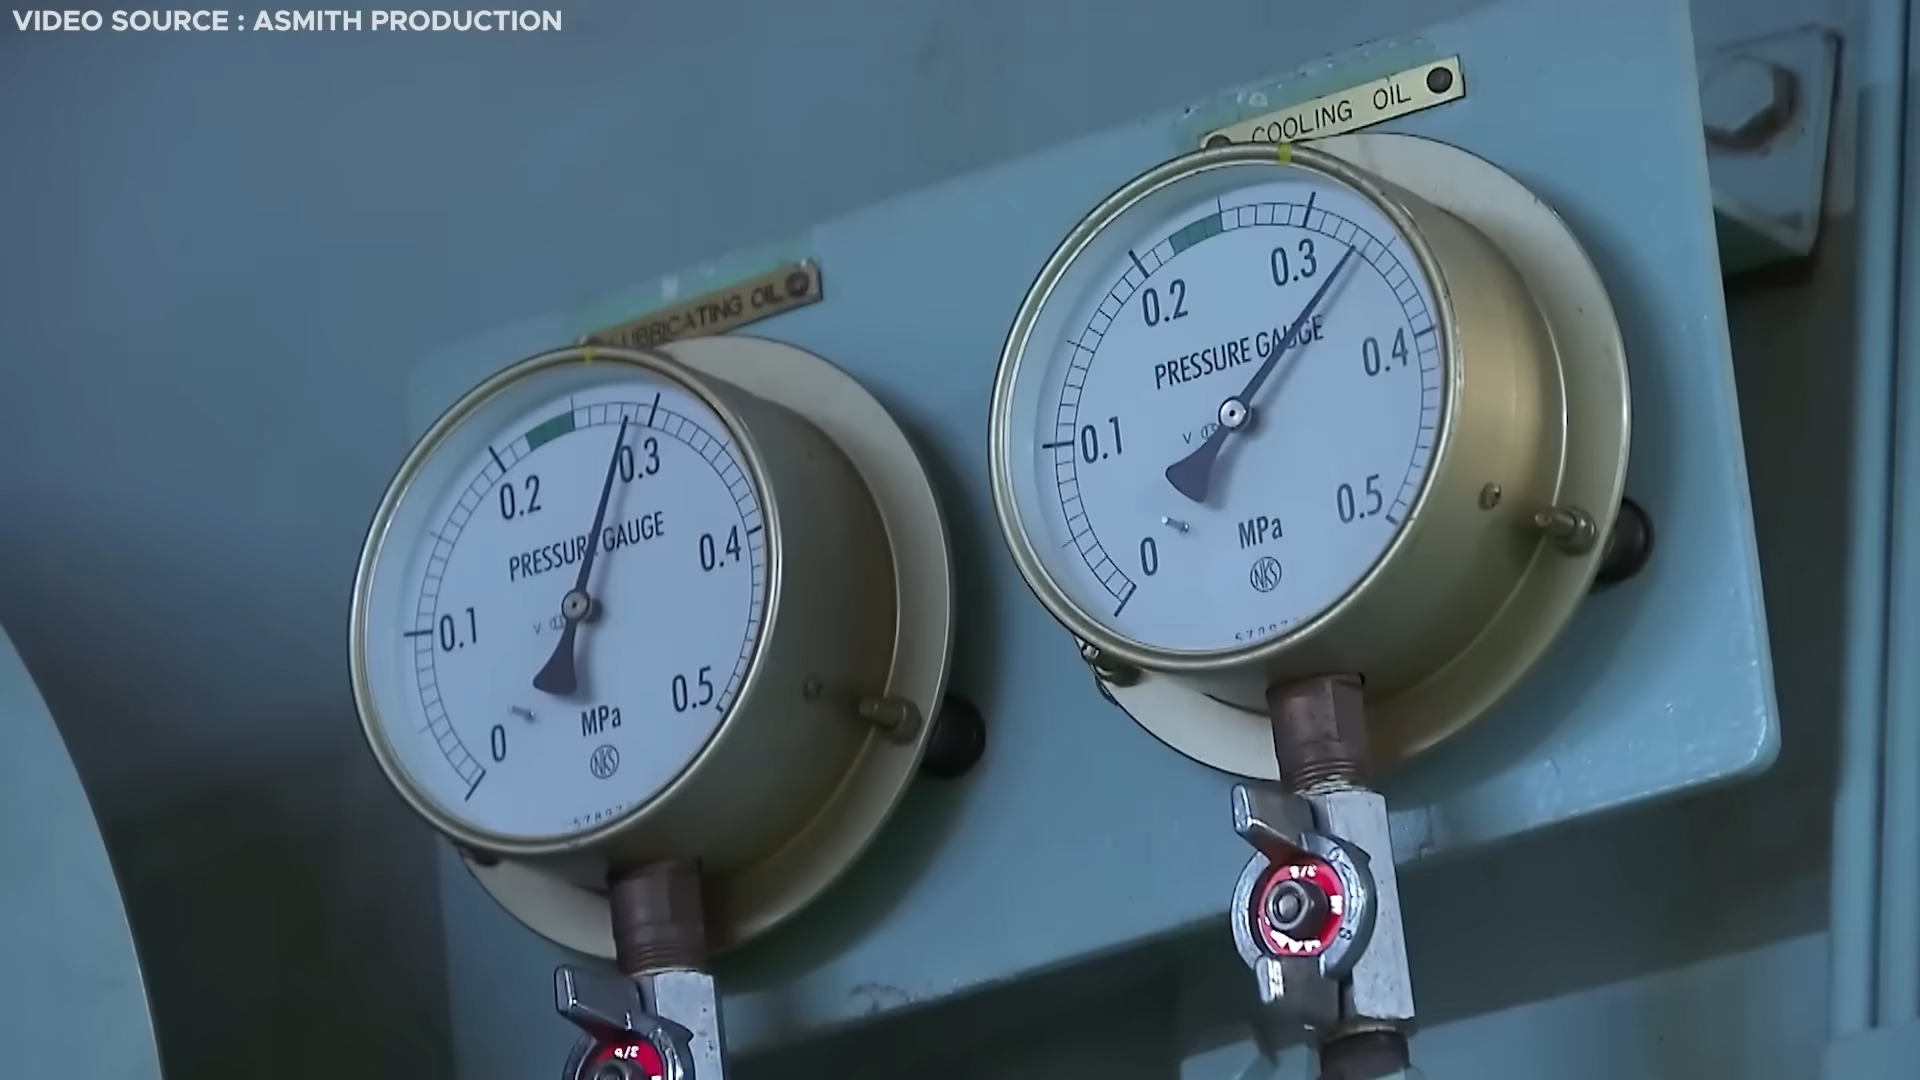 VIDEO SOURCE : ASMITH PRODUCTION
COOLING OIL
0.3
0.2
PRESSURE GAUGE
0.4
0.1
0.5
MPa
0
NKS
LUBRICATING OIL
0.3
0.2
PRESSURE GAUGE
0.4
0.1
0.5
MPa
0
NKS